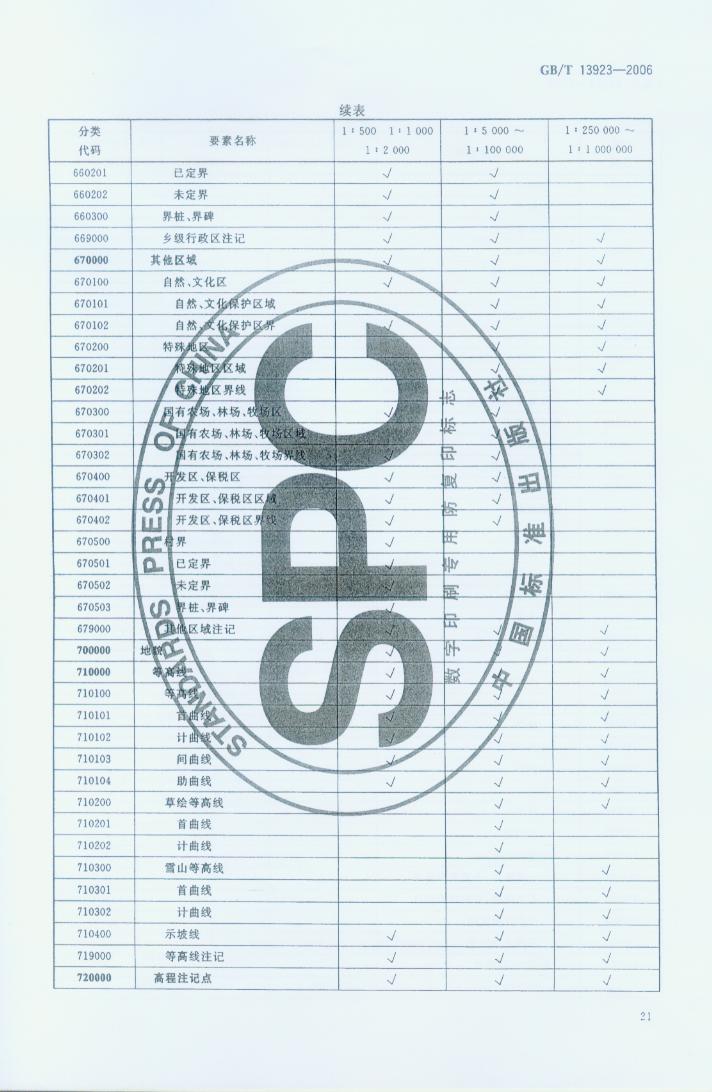 GB/T 13923—2006
续表
分类代码 要素名称 1∶500 1∶1 000 1∶2 000 1∶5 000～1∶100 000 1∶250 000～1∶1 000 000
660201 已定界 √ √
660202 未定界 √ √
660300 界桩、界碑 √ √
669000 乡级行政区注记 √ √ √
670000 其他区域 √ √ √
670100 自然、文化区 √ √ √
670101 自然、文化保护区域 √ √
670102 自然、文化保护区界 √ √ √
670200 特殊地区 √ √
670201 特殊地区区域 √ √
670202 特殊地区界线 √
670300 国有农场、林场、牧场区 √ √
670301 国有农场、林场、牧场区域 √
670302 国有农场、林场、牧场界线 √ √
670400 开发区、保税区 √ √
670401 开发区、保税区区域 √ √
670402 开发区、保税区界线 √ √
670500 村界 √
670501 已定界 √
670502 未定界 √
670503 界桩、界碑 √
679000 其他区域注记 √ √ √
700000 地貌 √ √ √
710000 等高线 √ √ √
710100 等高线 √ √ √
710101 首曲线 √ √ √
710102 计曲线 √ √ √
710103 间曲线 √ √ √
710104 助曲线 √ √ √
710200 草绘等高线 √ √
710201 首曲线 √
710202 计曲线 √
710300 雪山等高线 √ √
710301 首曲线 √ √
710302 计曲线 √ √
710400 示坡线 √ √ √
719000 等高线注记 √ √ √
720000 高程注记点 √ √ √
STANDARDS PRESS OF CHINA
SPC
数字印刷专用防复印标志
中国标准出版社
21